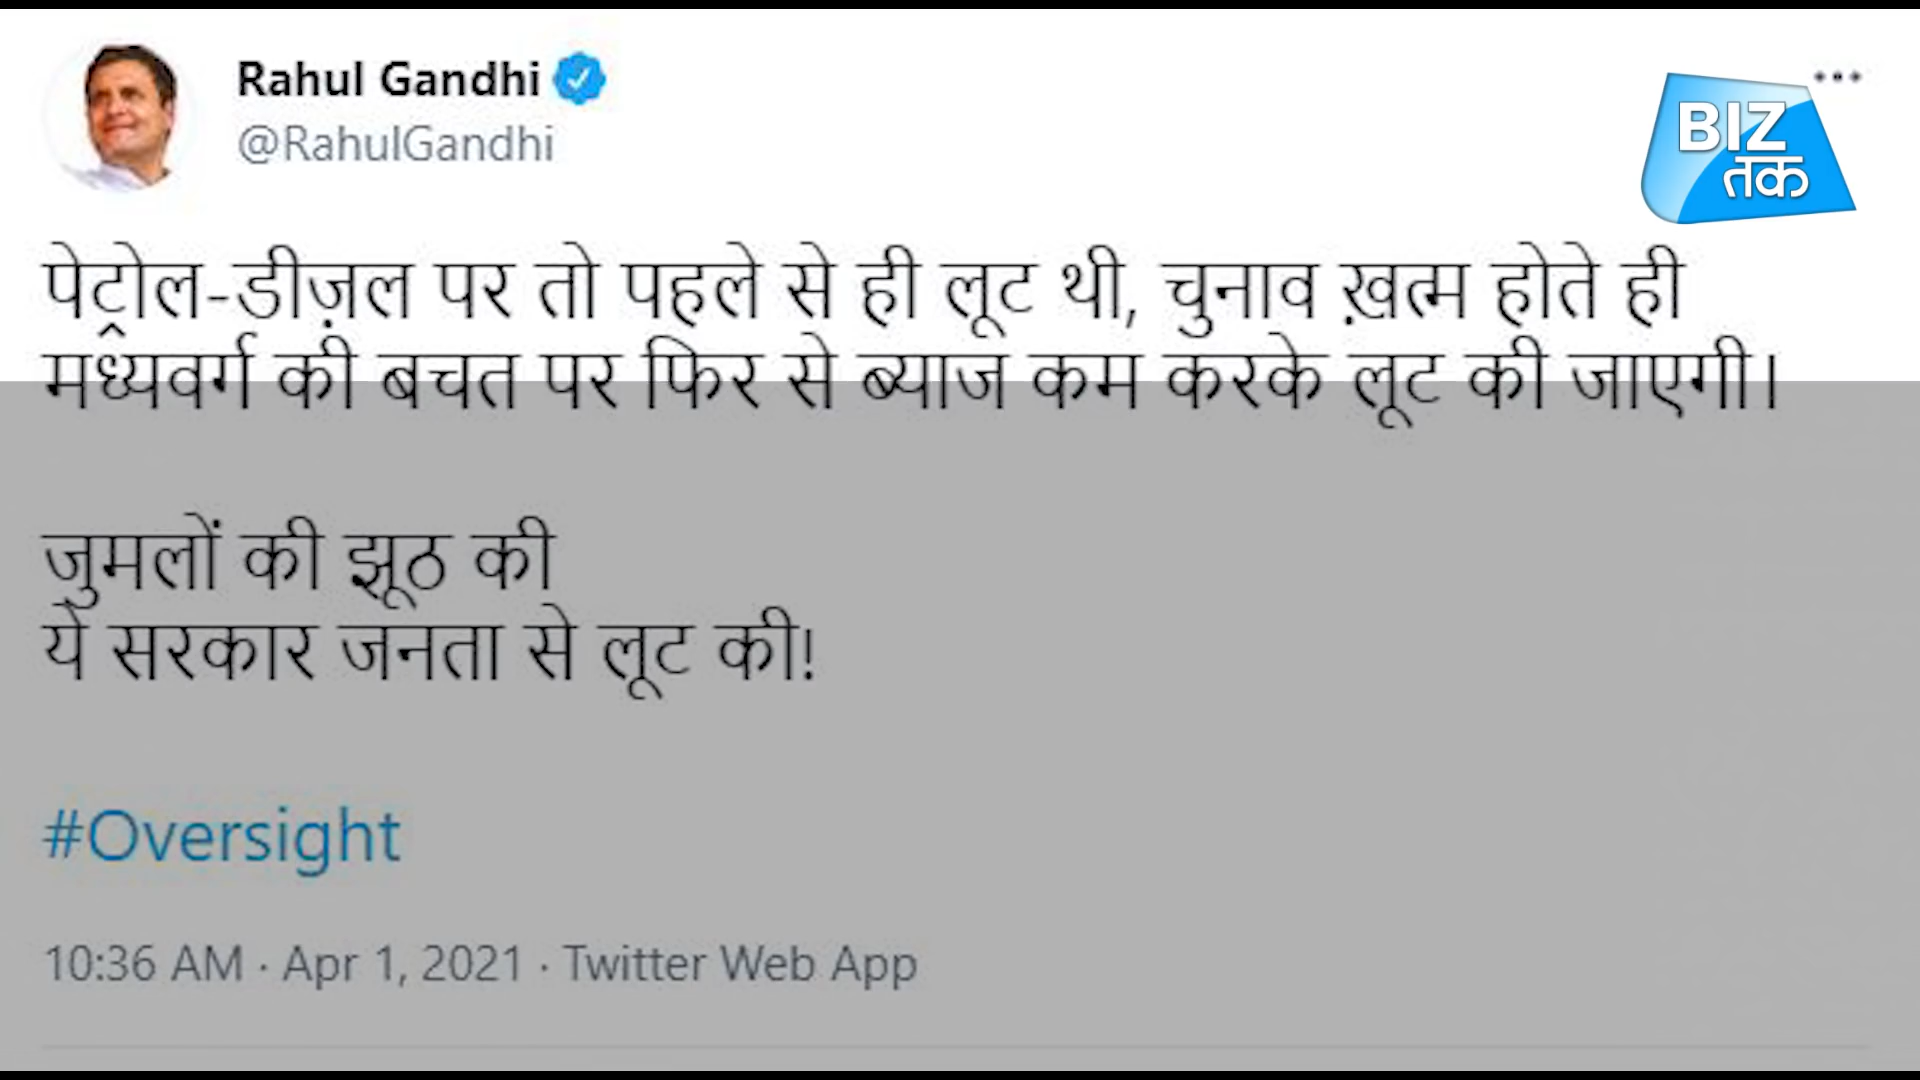 Rahul Gandhi
@RahulGandhi
BIZ
तक
पेट्रोल-डीज़ल पर तो पहले से ही लूट थी, चुनाव ख़त्म होते ही
मध्यवर्ग की बचत पर फिर से ब्याज कम करके लूट की जाएगी।
जुमलों की झूठ की
ये सरकार जनता से लूट की!
#Oversight
10:36 AM · Apr 1, 2021 · Twitter Web App